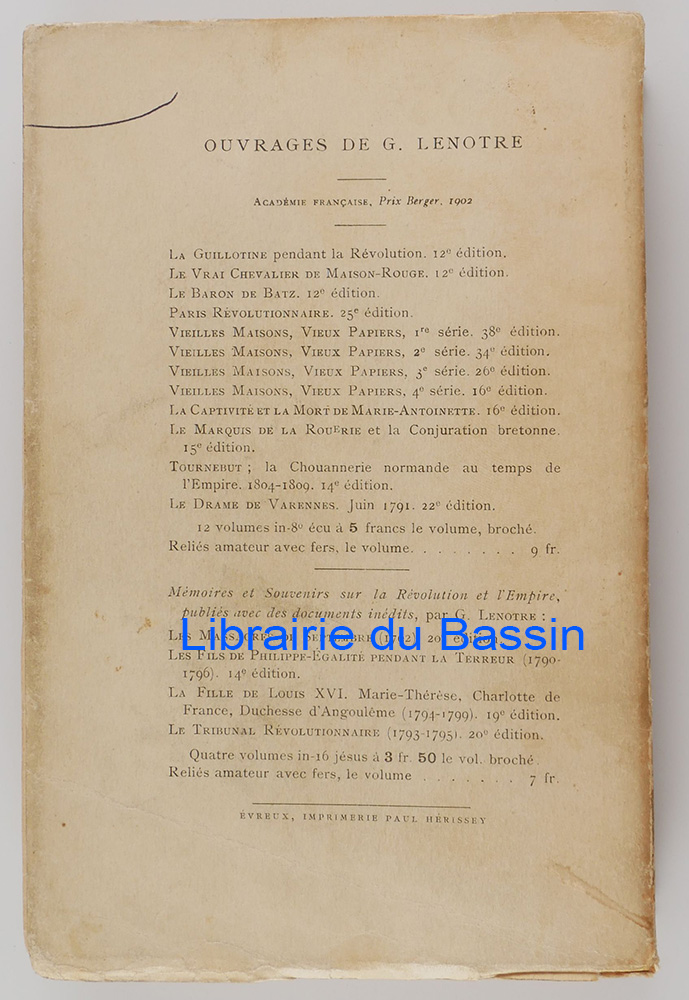 OUVRAGES DE G. LENOTRE
ACADÉMIE FRANÇAISE, Prix Berger, 1902
LA GUILLOTINE pendant la Révolution. 12e édition.
LE VRAI CHEVALIER DE MAISON-ROUGE. 12e édition.
LE BARON DE BATZ. 12e édition.
PARIS RÉVOLUTIONNAIRE. 25e édition.
VIEILLES MAISONS, VIEUX PAPIERS, 1re série. 38e édition.
VIEILLES MAISONS, VIEUX PAPIERS, 2e série. 34e édition.
VIEILLES MAISONS, VIEUX PAPIERS, 3e série. 26e édition.
VIEILLES MAISONS, VIEUX PAPIERS, 4e série. 16e édition.
LA CAPTIVITÉ ET LA MORT DE MARIE-ANTOINETTE. 16e édition.
LE MARQUIS DE LA ROUERIE et la Conjuration bretonne.
15e édition.
TOURNEBUT ; la Chouannerie normande au temps de
l'Empire. 1804-1809. 14e édition.
LE DRAME DE VARENNES. Juin 1791. 22e édition.
12 volumes in-8o écu à 5 francs le volume, broché.
Reliés amateur avec fers, le volume. . . . . . . . 9 fr.
Mémoires et Souvenirs sur la Révolution et l'Empire,
publiés avec des documents inédits, par G. LENOTRE :
LES MASSACRES DE SEPTEMBRE (1792). 20e édition.
Librairie du Bassin
LES FILS DE PHILIPPE-ÉGALITÉ PENDANT LA TERREUR (1790-
1796). 14e édition.
LA FILLE DE LOUIS XVI. Marie-Thérèse, Charlotte de
France, Duchesse d'Angoulême (1794-1799). 19e édition.
LE TRIBUNAL RÉVOLUTIONNAIRE (1793-1795). 20e édition.
Quatre volumes in-16 jésus à 3 fr. 50 le vol. broché.
Reliés amateur avec fers, le volume . . . . . . . 7 fr.
ÉVREUX, IMPRIMERIE PAUL HÉRISSEY